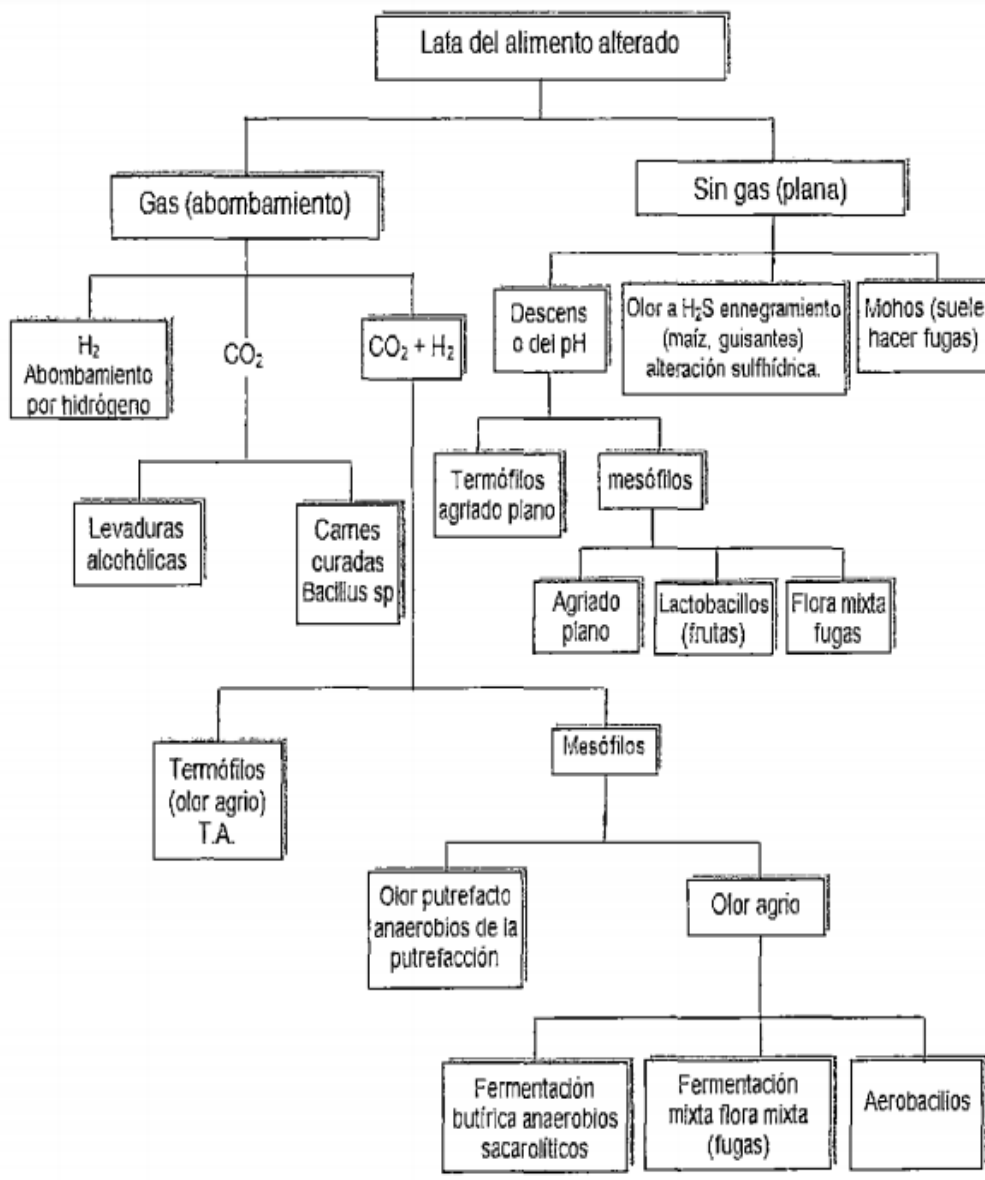 Lata del alimento alterado
Gas (abombamiento)
Sin gas (plana)
H₂
Abombamiento
por hidrógeno
CO₂
CO₂ + H₂
Descens
o del pH
Olor a H₂S ennegramiento
(maíz, guisantes)
alteración sulfhídrica.
Mohos (suele
hacer fugas)
Levaduras
alcohólicas
Carnes
curadas
Bacillus sp
Termófilos
agriado plano
mesófilos
Agriado
plano
Lactobacillos
(frutas)
Flora mixta
fugas
Termófilos
(olor agrio)
T.A.
Mesófilos
Olor putrefacto
anaerobios de la
putrefacción
Olor agrio
Fermentación
butírica anaerobios
sacarolíticos
Fermentación
mixta flora mixta
(fugas)
Aerobacilios